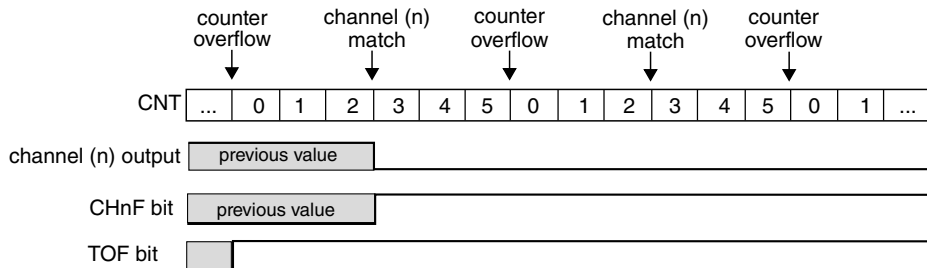 counter overflow
channel (n) match
counter overflow
channel (n) match
counter overflow
CNT ... 0 1 2 3 4 5 0 1 2 3 4 5 0 1 ...
channel (n) output previous value
CHnF bit previous value
TOF bit